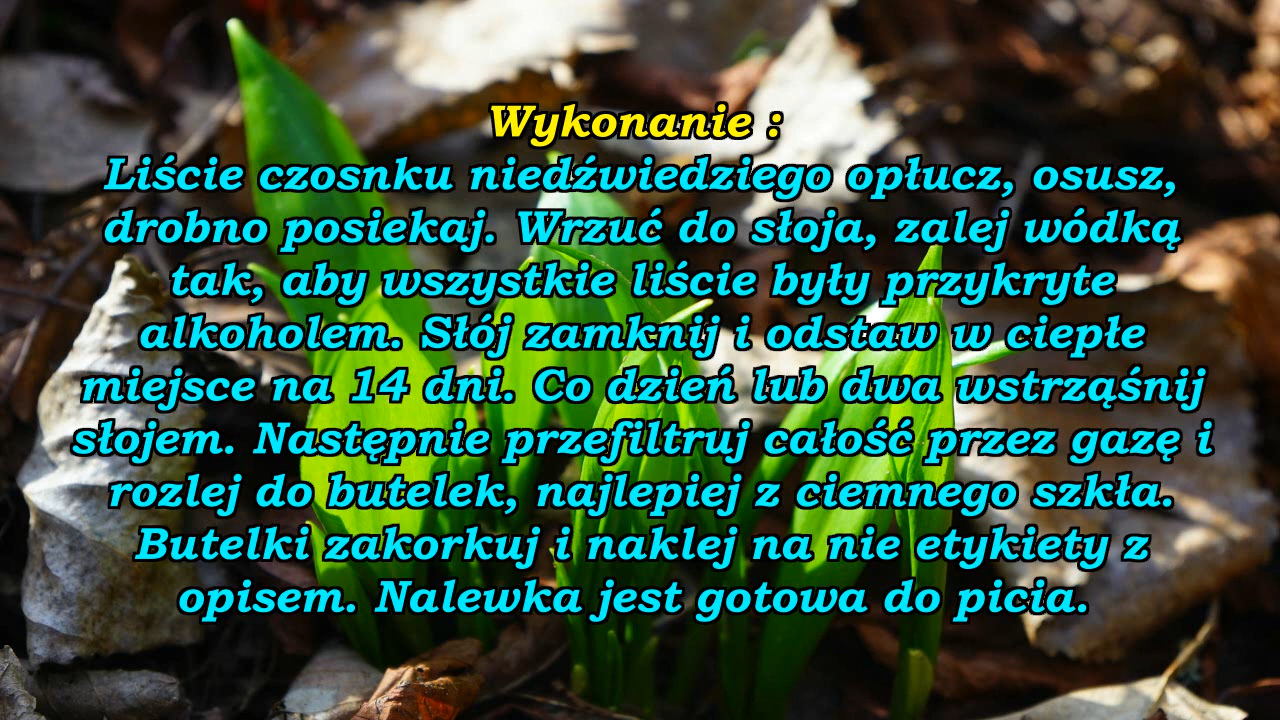 Wykonanie :
Liście czosnku niedźwiedziego opłucz, osusz,
drobno posiekaj. Wrzuć do słoja, zalej wódką
tak, aby wszystkie liście były przykryte
alkoholem. Słój zamknij i odstaw w ciepłe
miejsce na 14 dni. Co dzień lub dwa wstrząśnij
słojem. Następnie przefiltruj całość przez gazę i
rozlej do butelek, najlepiej z ciemnego szkła.
Butelki zakorkuj i naklej na nie etykiety z
opisem. Nalewka jest gotowa do picia.